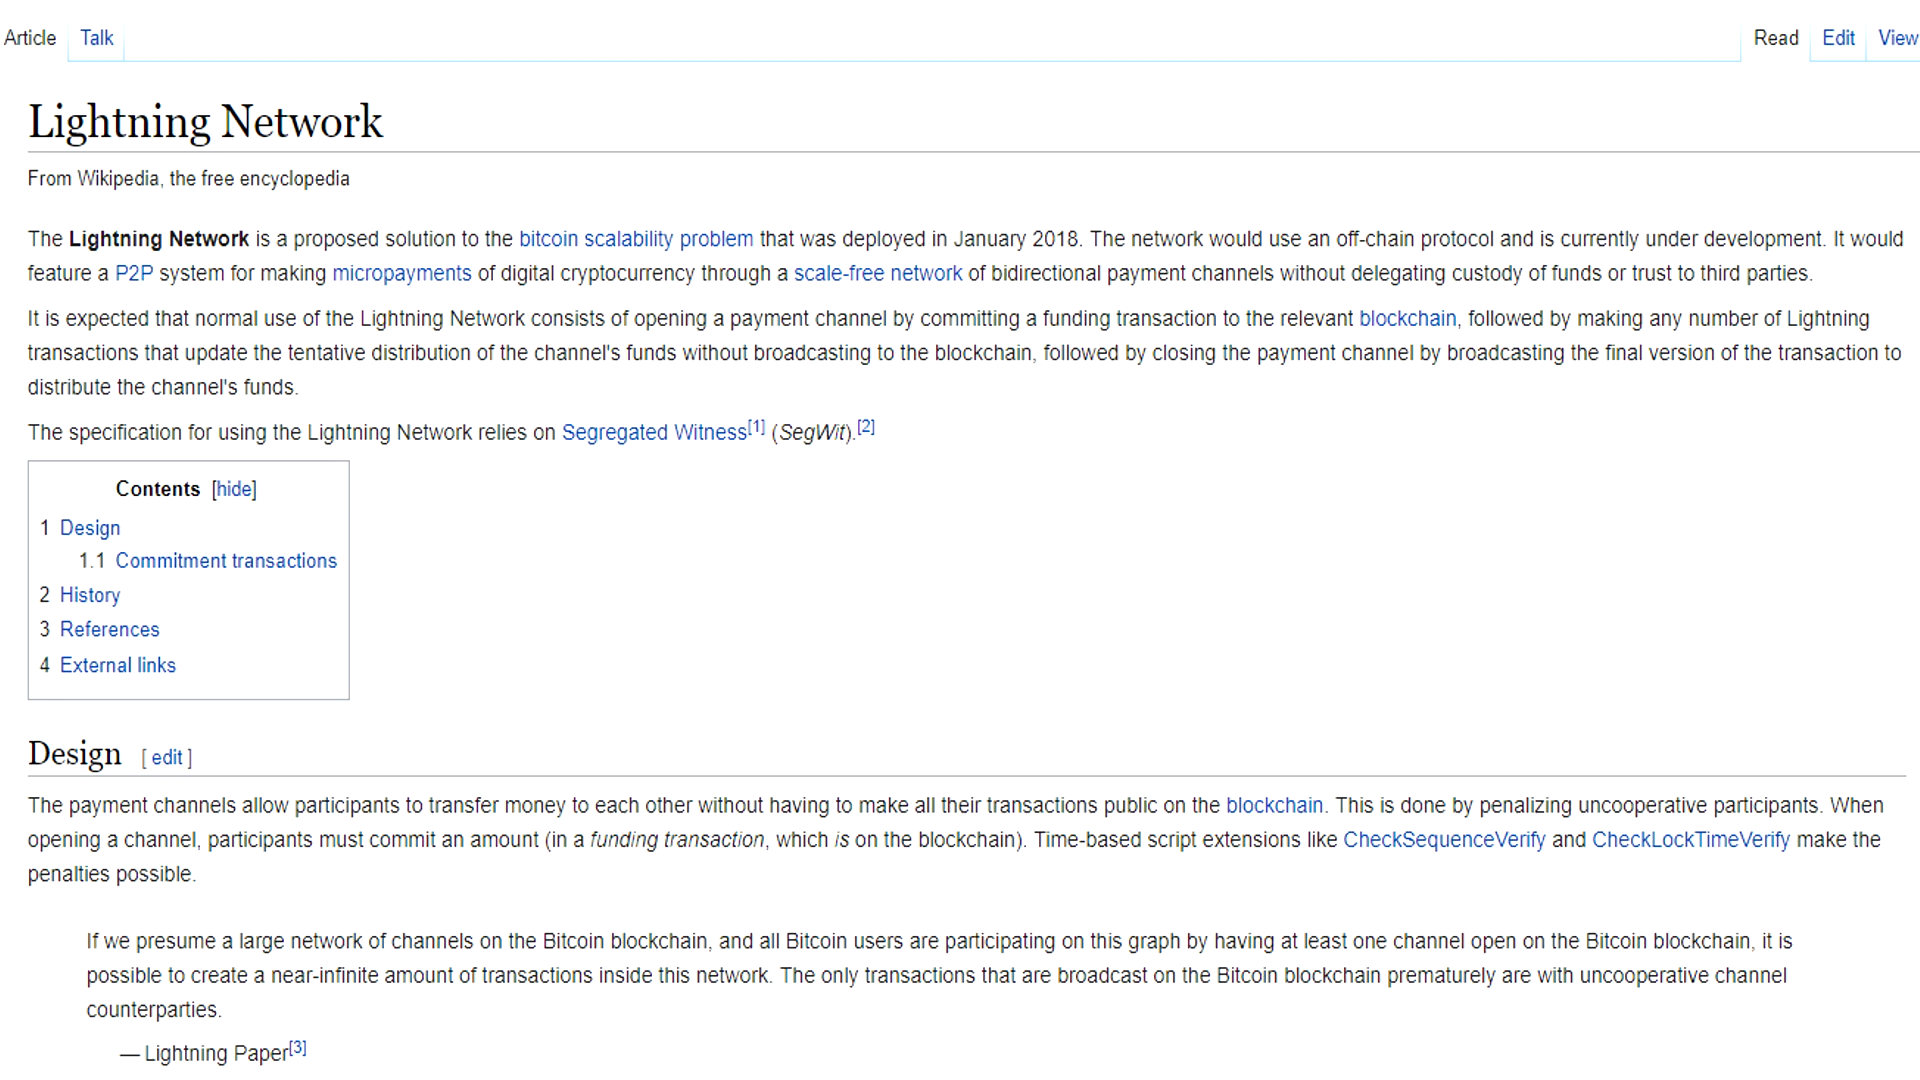 Article Talk Read Edit View
Lightning Network
From Wikipedia, the free encyclopedia
The Lightning Network is a proposed solution to the bitcoin scalability problem that was deployed in January 2018. The network would use an off-chain protocol and is currently under development. It would
feature a P2P system for making micropayments of digital cryptocurrency through a scale-free network of bidirectional payment channels without delegating custody of funds or trust to third parties.
It is expected that normal use of the Lightning Network consists of opening a payment channel by committing a funding transaction to the relevant blockchain, followed by making any number of Lightning
transactions that update the tentative distribution of the channel's funds without broadcasting to the blockchain, followed by closing the payment channel by broadcasting the final version of the transaction to
distribute the channel's funds.
The specification for using the Lightning Network relies on Segregated Witness[1] (SegWit).[2]
Contents [hide]
1 Design
1.1 Commitment transactions
2 History
3 References
4 External links
Design [ edit ]
The payment channels allow participants to transfer money to each other without having to make all their transactions public on the blockchain. This is done by penalizing uncooperative participants. When
opening a channel, participants must commit an amount (in a funding transaction, which is on the blockchain). Time-based script extensions like CheckSequenceVerify and CheckLockTimeVerify make the
penalties possible.
If we presume a large network of channels on the Bitcoin blockchain, and all Bitcoin users are participating on this graph by having at least one channel open on the Bitcoin blockchain, it is
possible to create a near-infinite amount of transactions inside this network. The only transactions that are broadcast on the Bitcoin blockchain prematurely are with uncooperative channel
counterparties.
— Lightning Paper[3]